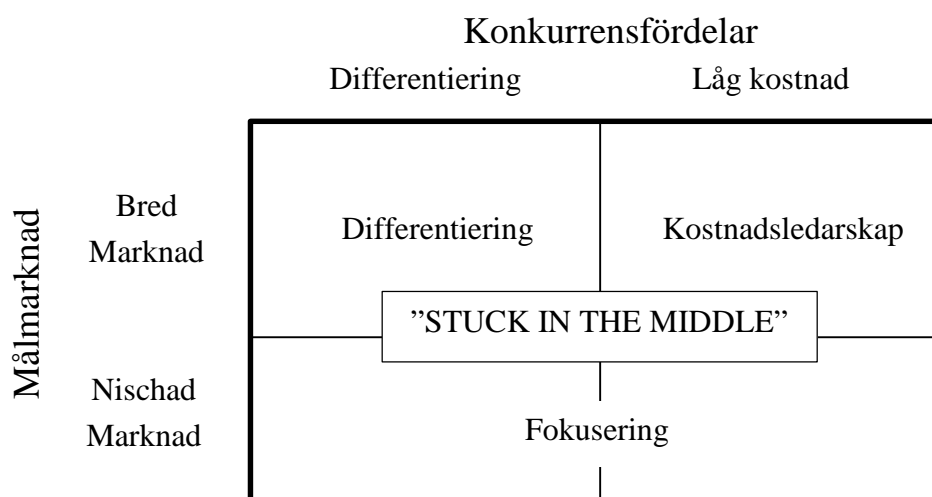 Konkurrensfördelar
Differentiering Låg kostnad
Målmarknad
Bred
Marknad
Differentiering Kostnadsledarskap
”STUCK IN THE MIDDLE”
Nischad
Marknad
Fokusering